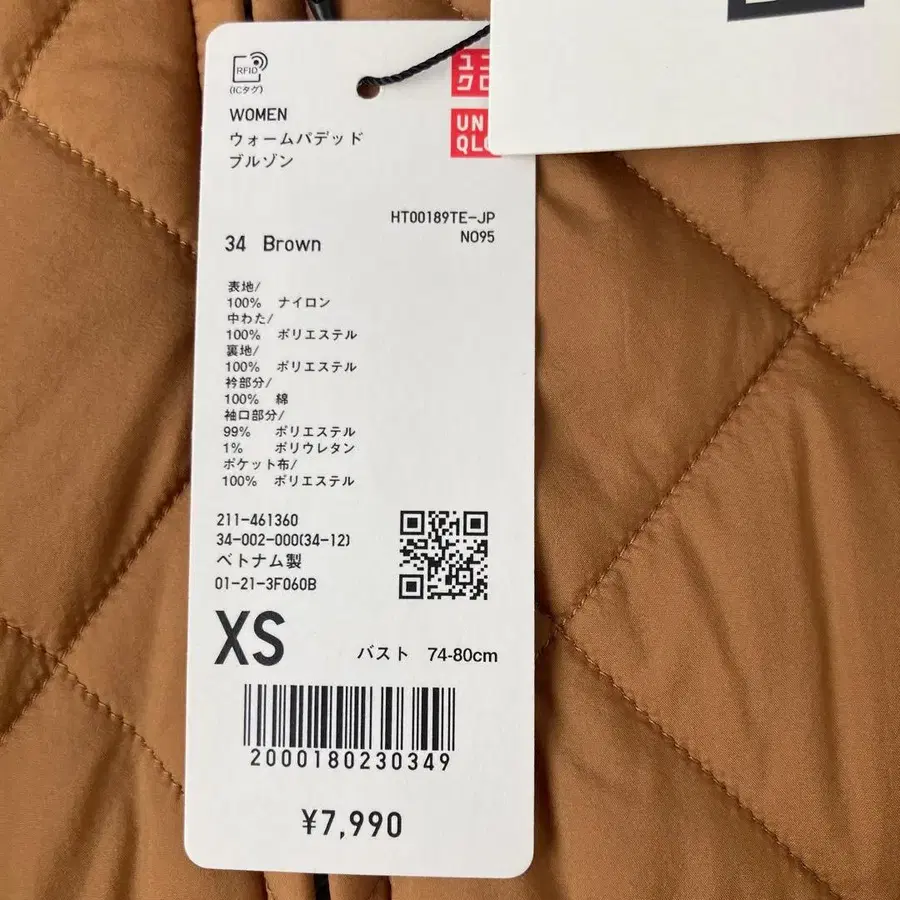 RFID
(ICタグ)
ユニ
クロ
UNI
QLO
WOMEN
ウォームパデッド
ブルゾン
HT00189TE-JP
NO95
34 Brown
表地/
100% ナイロン
中わた/
100% ポリエステル
裏地/
100% ポリエステル
衿部分/
100% 綿
袖口部分/
99% ポリエステル
1% ポリウレタン
ポケット布/
100% ポリエステル
211-461360
34-002-000(34-12)
ベトナム製
01-21-3F060B
XS
バスト 74-80cm
2000180230349
¥7,990